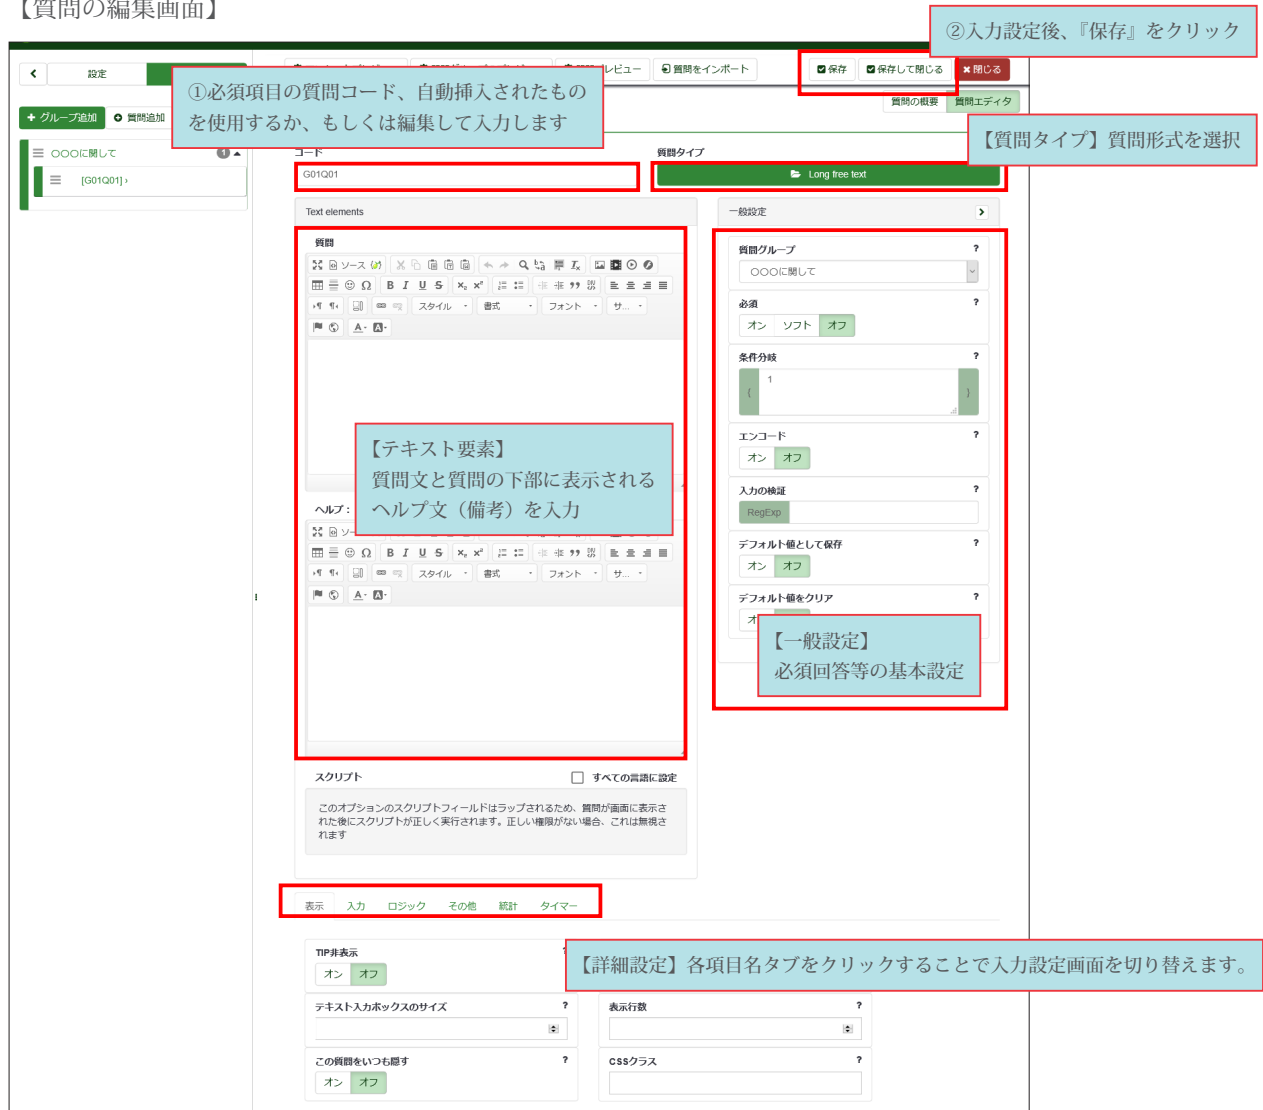 【質問の編集画面】
②入力設定後、『保存』をクリック
設定
レビュー
質問をインポート
保存
保存して閉じる
閉じる
①必須項目の質問コード、自動挿入されたもの
を使用するか、もしくは編集して入力します
質問の概要
質問エディタ
グループ追加
質問追加
【質問タイプ】質問形式を選択
〇〇〇に関して
1
コード
質問タイプ
[G01Q01] ›
G01Q01
Long free text
Text elements
一般設定
質問
質問グループ
?
ソース
〇〇〇に関して
B I U S
スタイル
書式
フォント
サ...
必須
?
オン
ソフト
オフ
条件分岐
?
{
1
}
【テキスト要素】
質問文と質問の下部に表示される
ヘルプ文（備考）を入力
エンコード
?
オン
オフ
入力の検証
?
RegExp
ヘルプ：
B I U S
スタイル
書式
フォント
サ...
デフォルト値として保存
?
オン
オフ
デフォルト値をクリア
?
【一般設定】
必須回答等の基本設定
スクリプト
すべての言語に設定
このオプションのスクリプトフィールドはラップされるため、質問が画面に表示さ
れた後にスクリプトが正しく実行されます。正しい権限がない場合、これは無視さ
れます
表示
入力
ロジック
その他
統計
タイマー
TIP非表示
オン
オフ
【詳細設定】各項目名タブをクリックすることで入力設定画面を切り替えます。
テキスト入力ボックスのサイズ
?
表示行数
?
この質問をいつも隠す
?
オン
オフ
CSSクラス
?